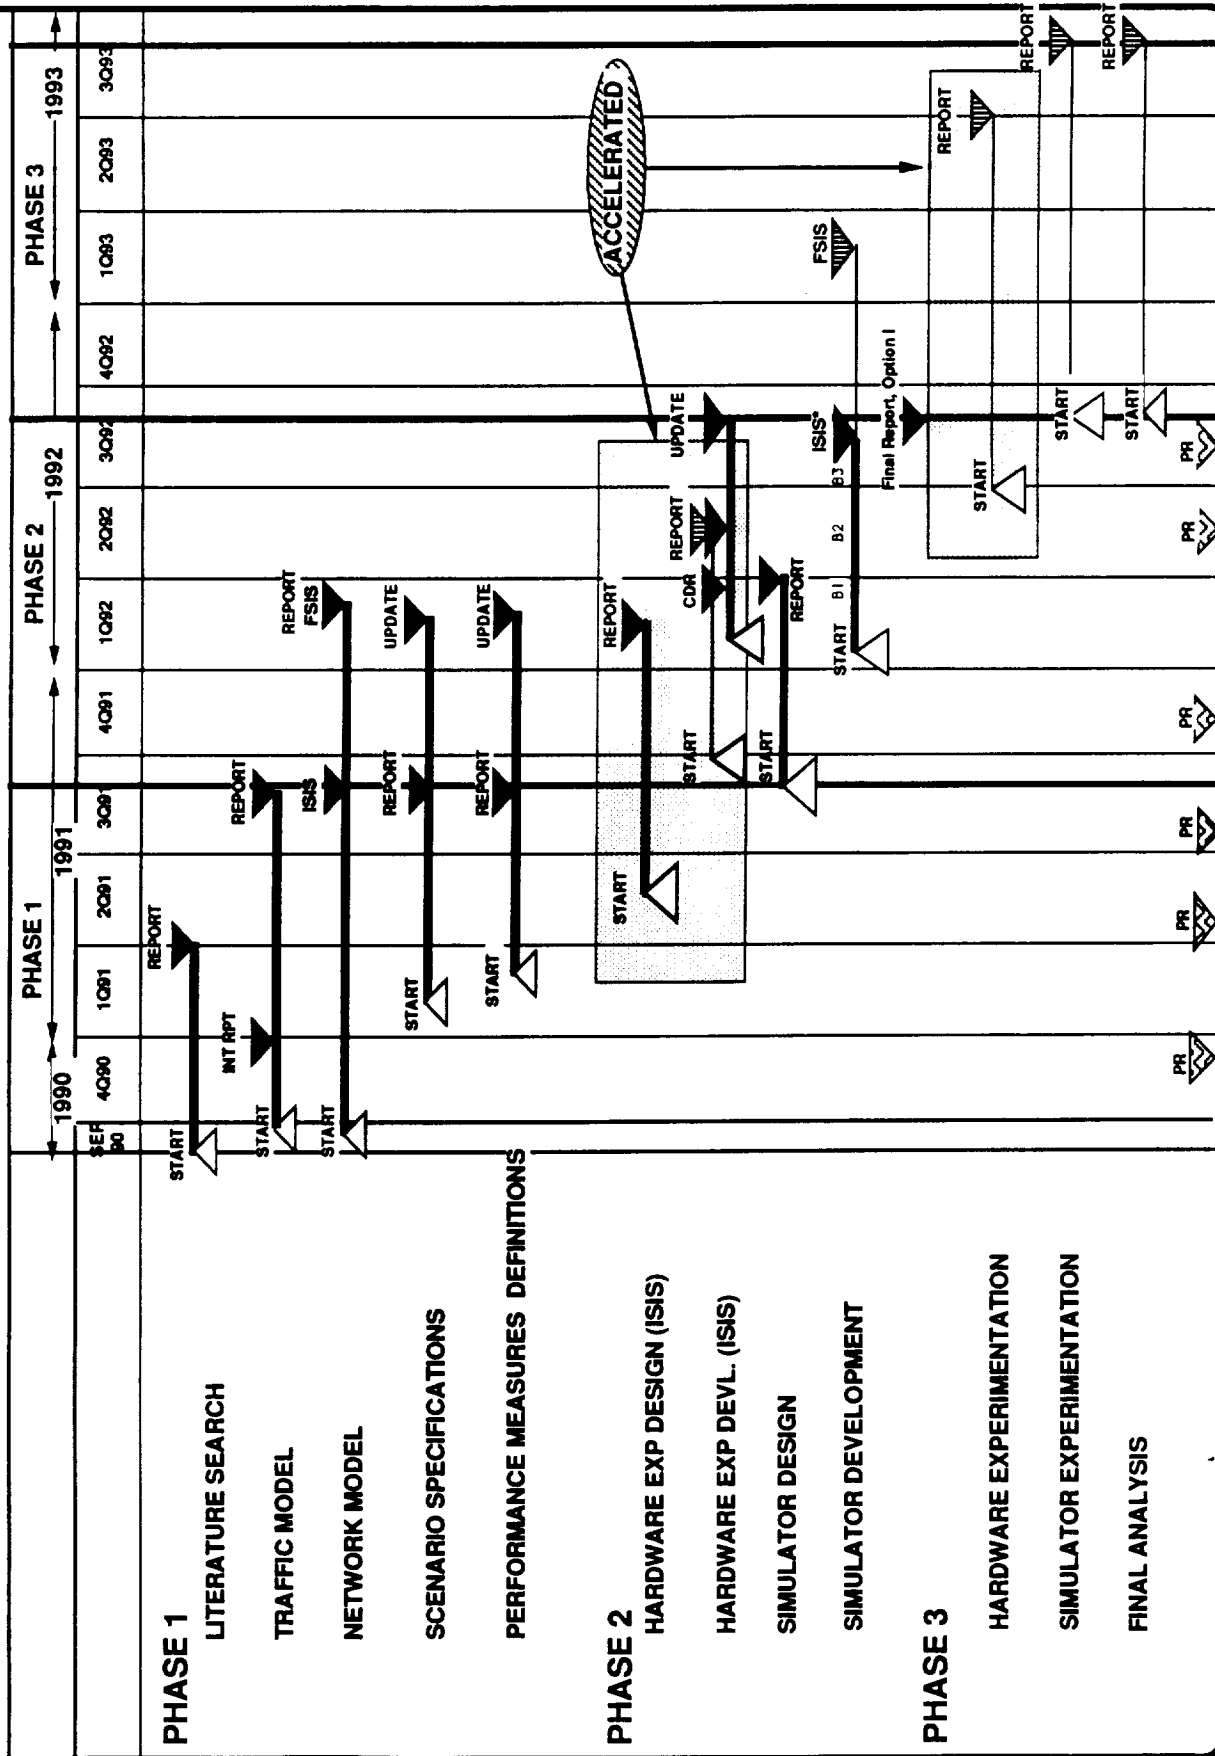 PHASE 1 PHASE 2 PHASE 3
1990 1991 1992 1993
SEP 90 4Q90 1Q91 2Q91 3Q91 4Q91 1Q92 2Q92 3Q92 4Q92 1Q93 2Q93 3Q93
PHASE 1
LITERATURE SEARCH START REPORT
TRAFFIC MODEL START INT RPT REPORT
NETWORK MODEL START ISIS REPORT FSIS
SCENARIO SPECIFICATIONS START REPORT UPDATE
PERFORMANCE MEASURES DEFINITIONS START REPORT UPDATE
ACCELERATED
PHASE 2
HARDWARE EXP DESIGN (ISIS) START REPORT
HARDWARE EXP DEVL. (ISIS) START CDR REPORT UPDATE
SIMULATOR DESIGN START REPORT
SIMULATOR DEVELOPMENT START B1 B2 B3 ISIS* FSIS
Final Report, Option I
PHASE 3
HARDWARE EXPERIMENTATION START REPORT
SIMULATOR EXPERIMENTATION START REPORT
FINAL ANALYSIS START REPORT
PR PR PR PR PR PR